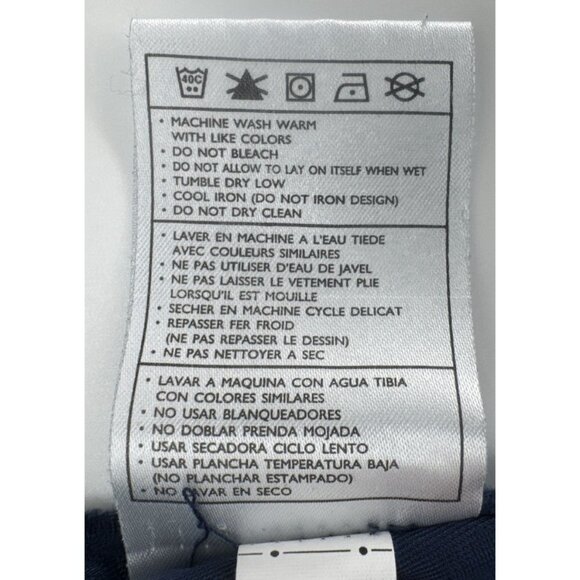 40C
• MACHINE WASH WARM
WITH LIKE COLORS
• DO NOT BLEACH
• DO NOT ALLOW TO LAY ON ITSELF WHEN WET
• TUMBLE DRY LOW
• COOL IRON (DO NOT IRON DESIGN)
• DO NOT DRY CLEAN
• LAVER EN MACHINE A L'EAU TIEDE
AVEC COULEURS SIMILAIRES
• NE PAS UTILISER D'EAU DE JAVEL
• NE PAS LAISSER LE VETEMENT PLIE
LORSQU'IL EST MOUILLE
• SECHER EN MACHINE CYCLE DELICAT
• REPASSER FER FROID
(NE PAS REPASSER LE DESSIN)
• NE PAS NETTOYER A SEC
• LAVAR A MAQUINA CON AGUA TIBIA
CON COLORES SIMILARES
• NO USAR BLANQUEADORES
• NO DOBLAR PRENDA MOJADA
• USAR SECADORA CICLO LENTO
• USAR PLANCHA TEMPERATURA BAJA
(NO PLANCHAR ESTAMPADO)
• NO LAVAR EN SECO